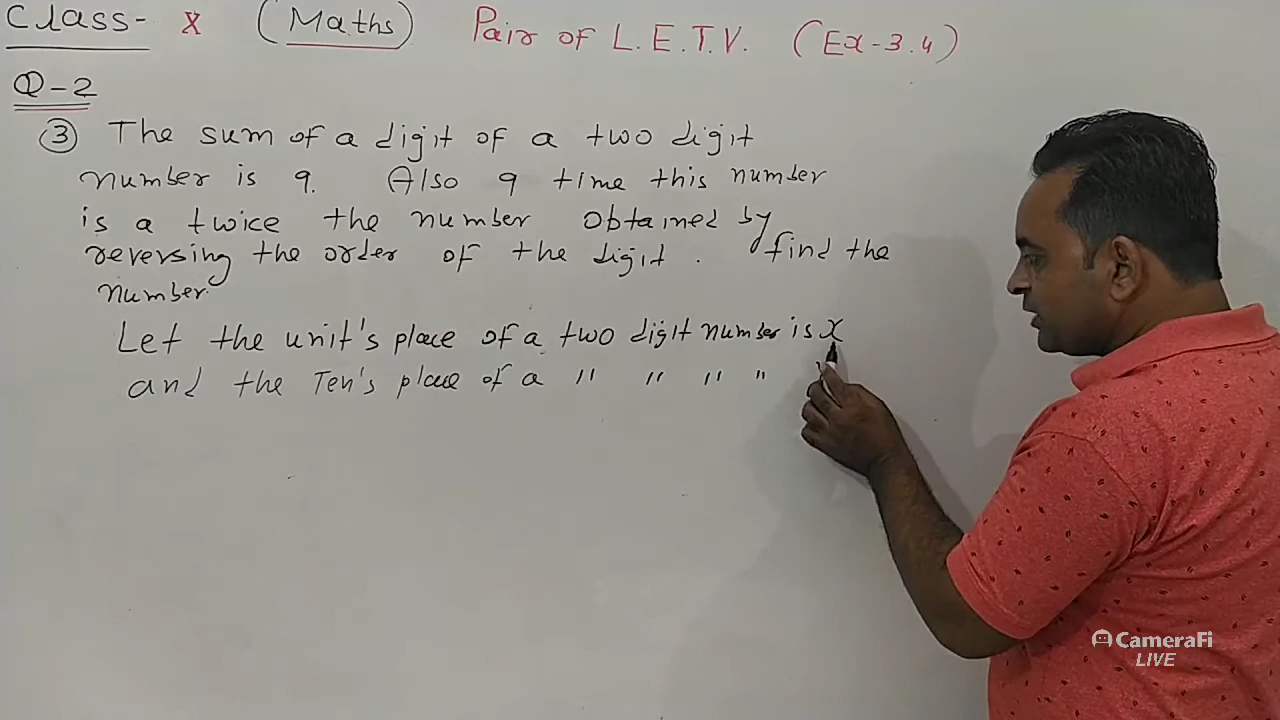 Class- X (Maths) Pair of L.E.T.V. (Ex-3.4)
Q-2
③ The sum of a digit of a two digit
number is 9. Also 9 time this number
is a twice the number obtained by
reversing the order of the digit. find the
number.
Let the unit's place of a two digit number is x
and the Ten's place of a " " " "
CameraFi
LIVE